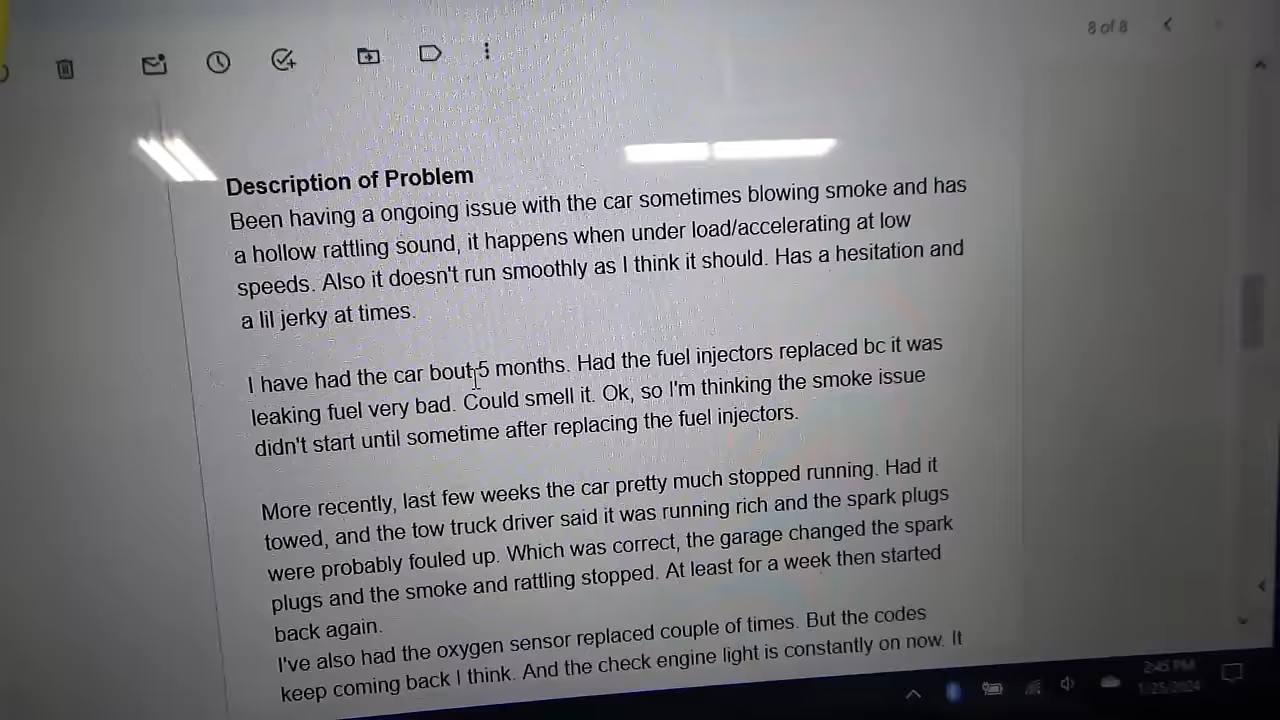 8 of 8
Description of Problem
Been having a ongoing issue with the car sometimes blowing smoke and has
a hollow rattling sound, it happens when under load/accelerating at low
speeds. Also it doesn't run smoothly as I think it should. Has a hesitation and
a lil jerky at times.
I have had the car bout 5 months. Had the fuel injectors replaced bc it was
leaking fuel very bad. Could smell it. Ok, so I'm thinking the smoke issue
didn't start until sometime after replacing the fuel injectors.
More recently, last few weeks the car pretty much stopped running. Had it
towed, and the tow truck driver said it was running rich and the spark plugs
were probably fouled up. Which was correct, the garage changed the spark
plugs and the smoke and rattling stopped. At least for a week then started
back again.
I've also had the oxygen sensor replaced couple of times. But the codes
keep coming back I think. And the check engine light is constantly on now. It
2:45 PM
1/25/2024